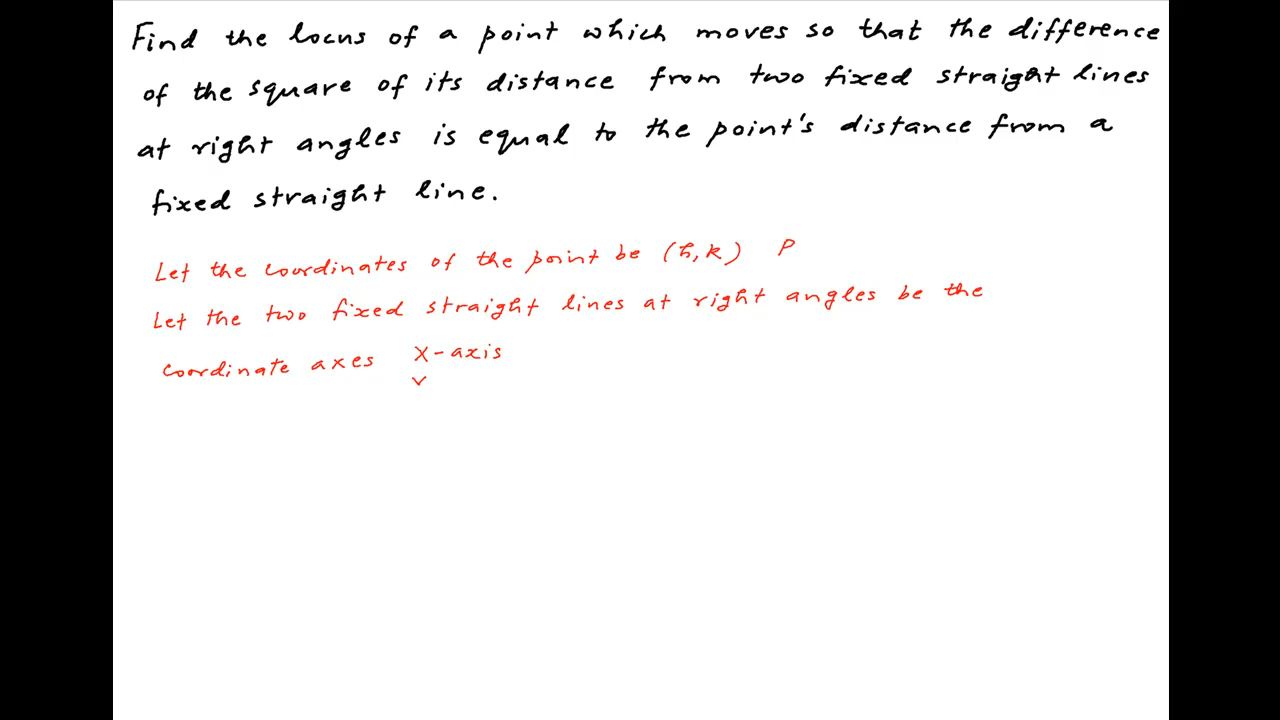 Find the locus of a point which moves so that the difference
of the square of its distance from two fixed straight lines
at right angles is equal to the point's distance from a
fixed straight line.
Let the coordinates of the point be (h,k) P
Let the two fixed straight lines at right angles be the
coordinate axes X-axis